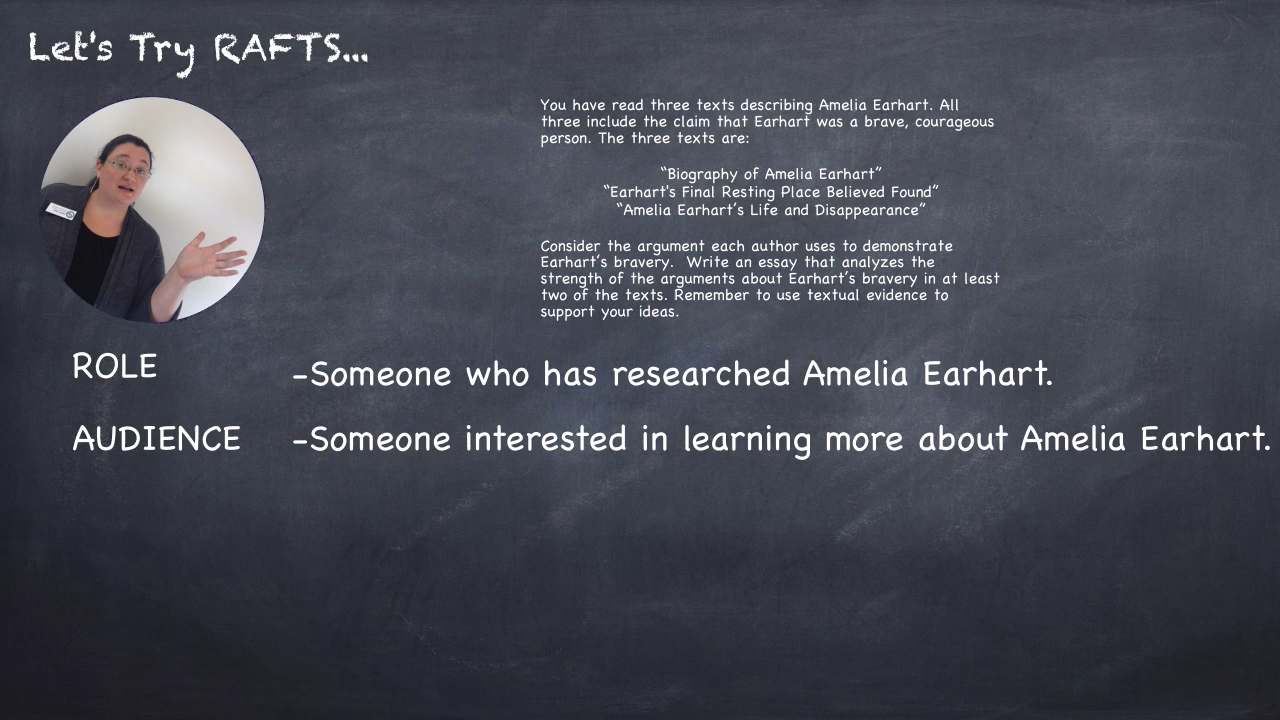 Let's Try RAFTS...
You have read three texts describing Amelia Earhart. All
three include the claim that Earhart was a brave, courageous
person. The three texts are:
“Biography of Amelia Earhart”
“Earhart's Final Resting Place Believed Found”
“Amelia Earhart’s Life and Disappearance”
Consider the argument each author uses to demonstrate
Earhart’s bravery.  Write an essay that analyzes the
strength of the arguments about Earhart’s bravery in at least
two of the texts. Remember to use textual evidence to
support your ideas.
ROLE
-Someone who has researched Amelia Earhart.
AUDIENCE
-Someone interested in learning more about Amelia Earhart.